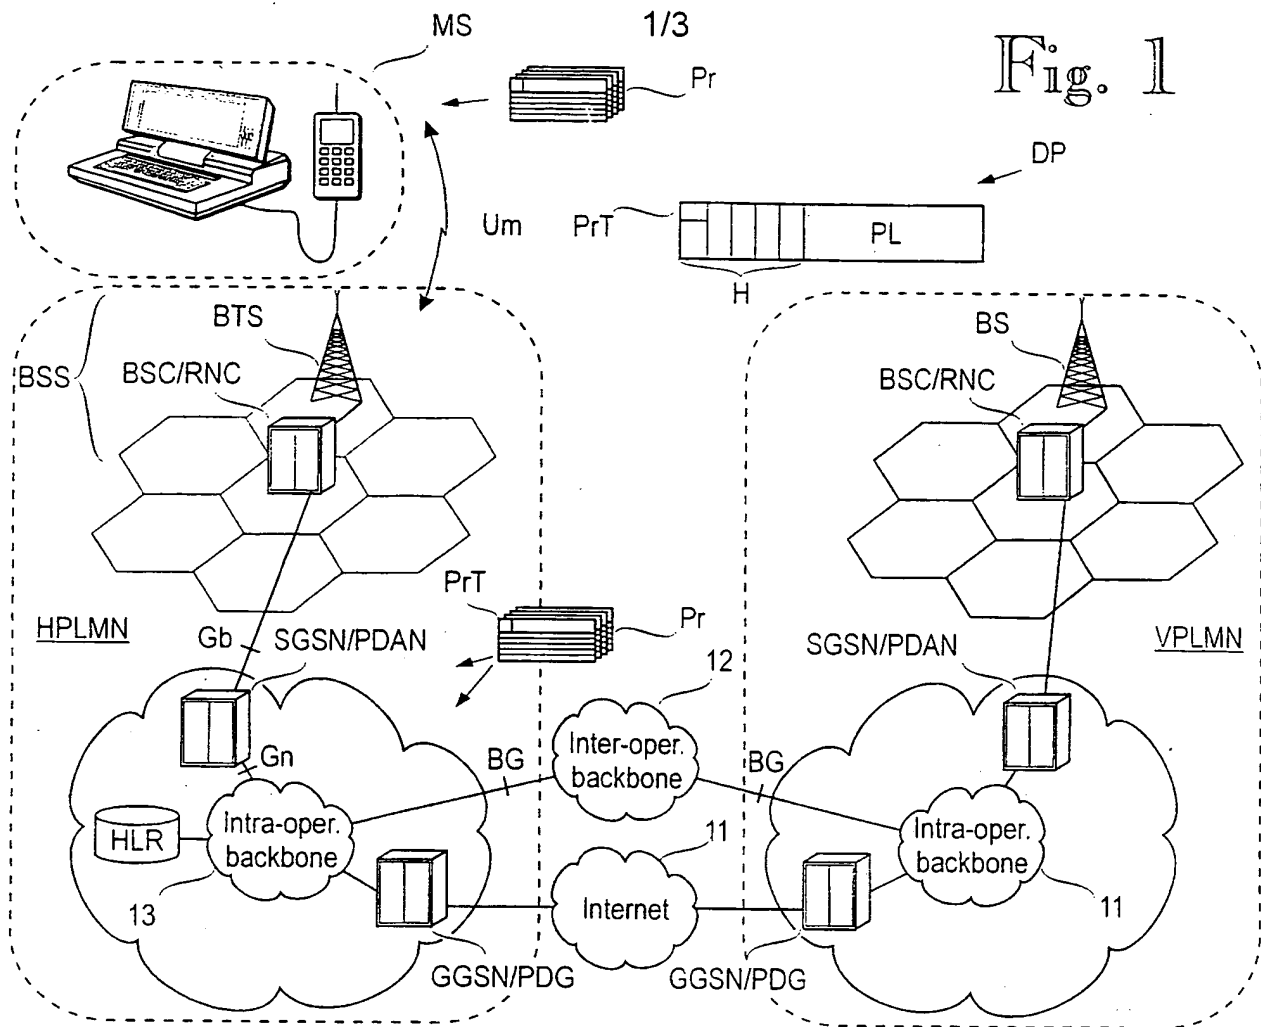 MS
1/3
Fig. 1
Pr
DP
Um
PrT
PL
H
BSS
BTS
BSC/RNC
BS
BSC/RNC
HPLMN
Gb
SGSN/PDAN
PrT
Pr
SGSN/PDAN
VPLMN
12
Gn
BG
Inter-oper.
backbone
BG
HLR
Intra-oper.
backbone
11
Intra-oper.
backbone
13
Internet
11
GGSN/PDG
GGSN/PDG